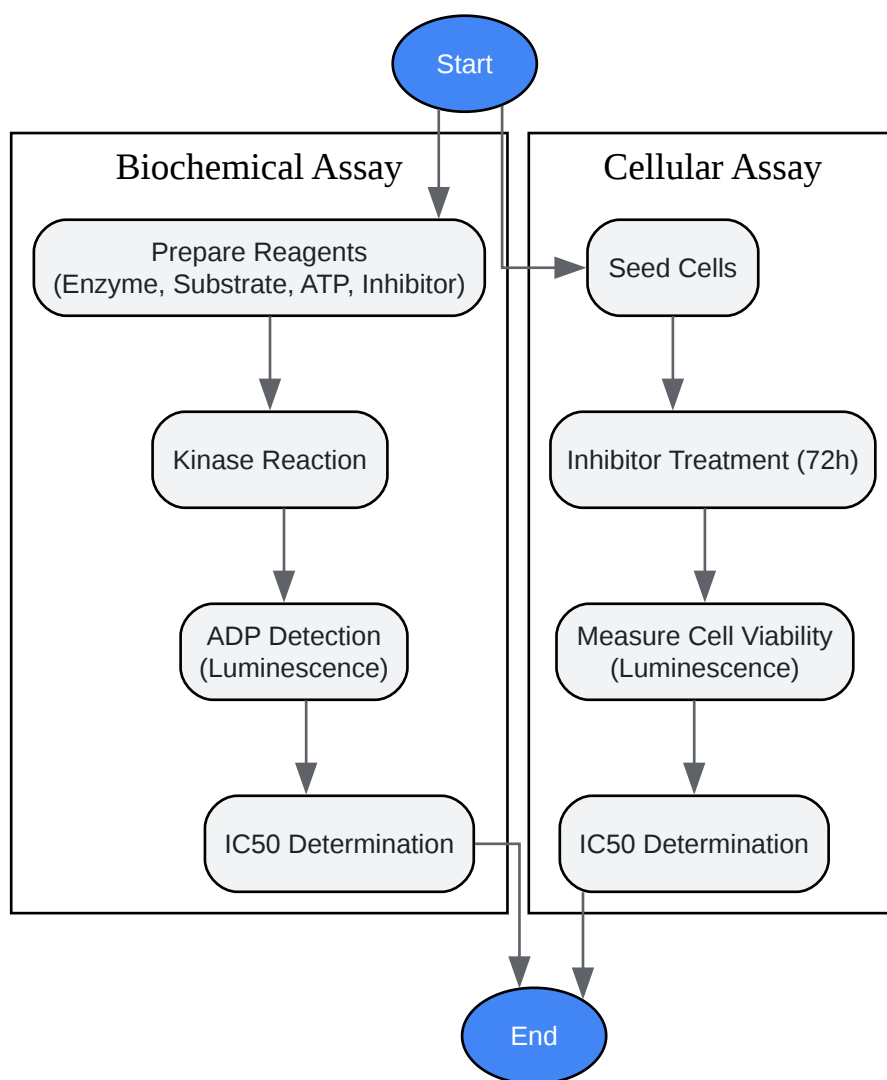 Start
Biochemical Assay
Prepare Reagents
(Enzyme, Substrate, ATP, Inhibitor)
Kinase Reaction
ADP Detection
(Luminescence)
IC50 Determination
Cellular Assay
Seed Cells
Inhibitor Treatment (72h)
Measure Cell Viability
(Luminescence)
IC50 Determination
End